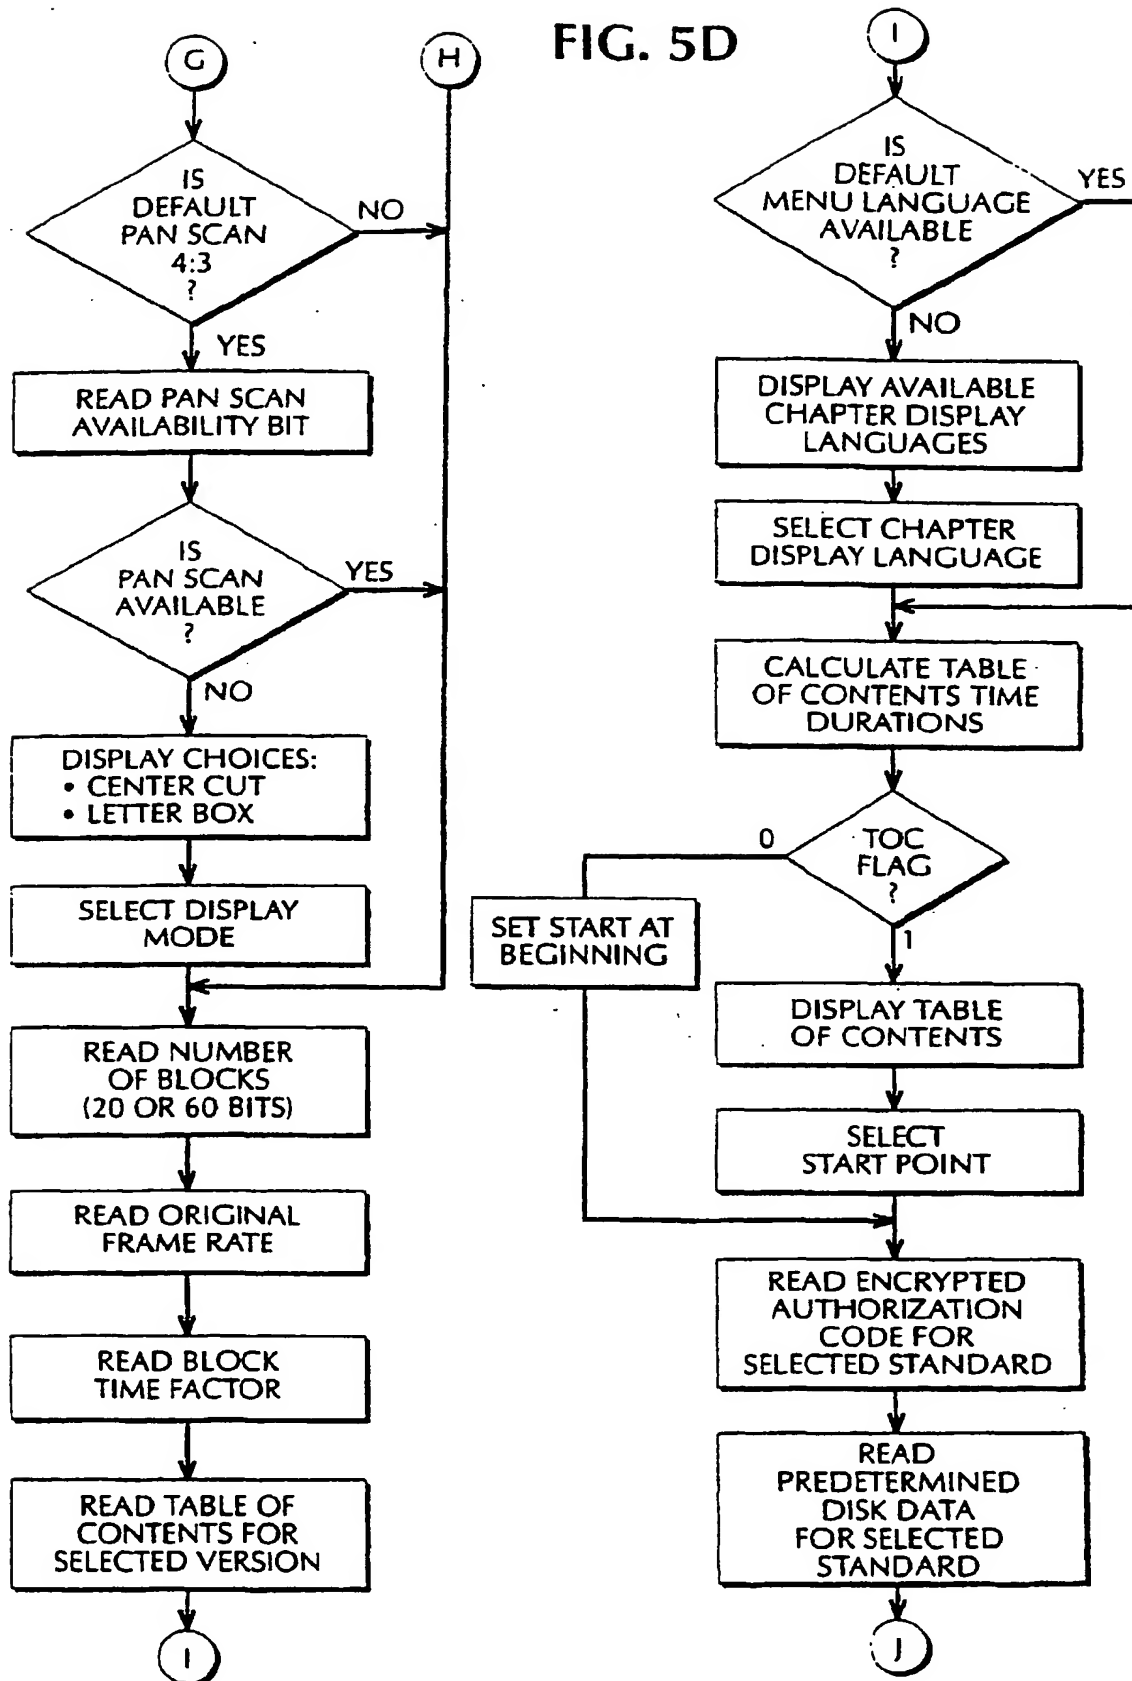 FIG. 5D
G
H
IS
DEFAULT
PAN SCAN
4:3
?
NO
YES
READ PAN SCAN
AVAILABILITY BIT
IS
PAN SCAN
AVAILABLE
?
YES
NO
DISPLAY CHOICES:
• CENTER CUT
• LETTER BOX
SELECT DISPLAY
MODE
READ NUMBER
OF BLOCKS
(20 OR 60 BITS)
READ ORIGINAL
FRAME RATE
READ BLOCK
TIME FACTOR
READ TABLE OF
CONTENTS FOR
SELECTED VERSION
I
I
IS
DEFAULT
MENU LANGUAGE
AVAILABLE
?
YES
NO
DISPLAY AVAILABLE
CHAPTER DISPLAY
LANGUAGES
SELECT CHAPTER
DISPLAY LANGUAGE
CALCULATE TABLE
OF CONTENTS TIME
DURATIONS
TOC
FLAG
?
0
1
SET START AT
BEGINNING
DISPLAY TABLE
OF CONTENTS
SELECT
START POINT
READ ENCRYPTED
AUTHORIZATION
CODE FOR
SELECTED STANDARD
READ
PREDETERMINED
DISK DATA
FOR SELECTED
STANDARD
J